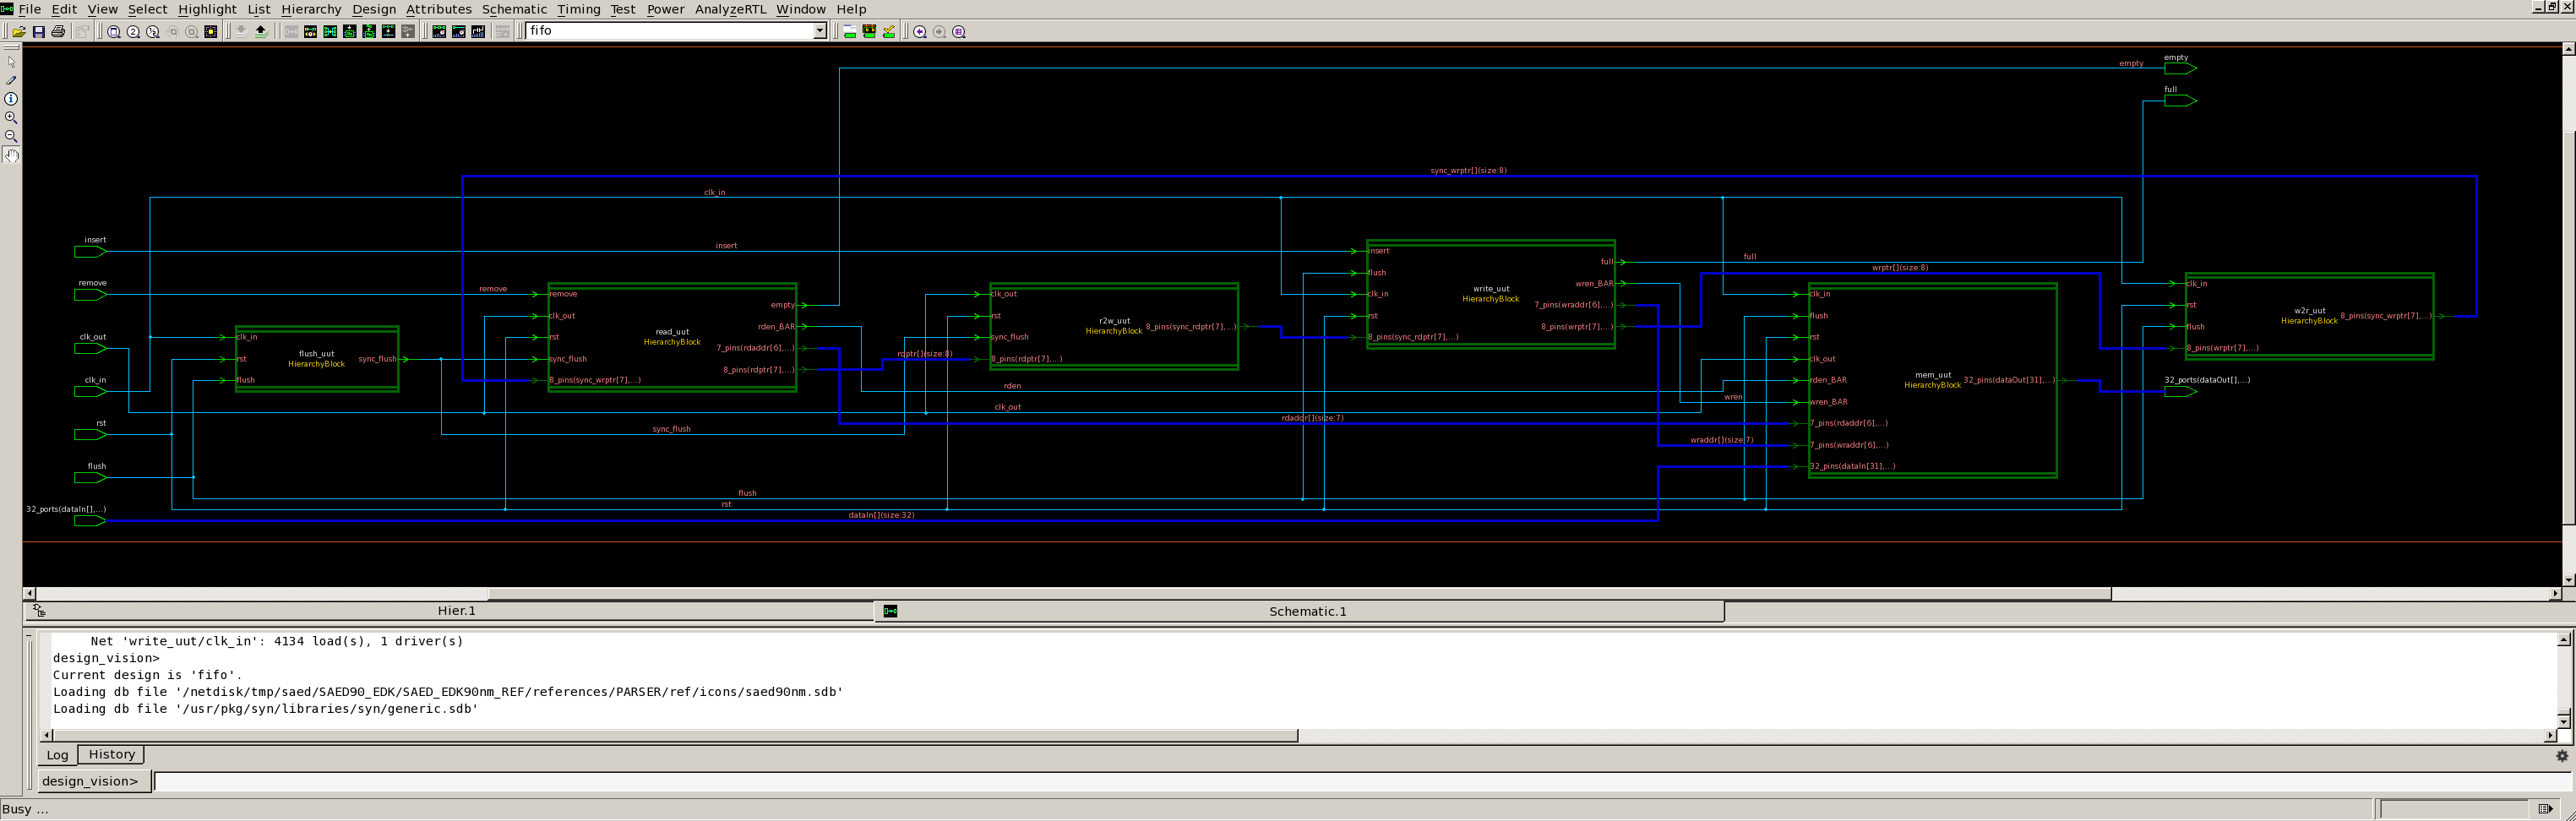 File Edit View Select Highlight List Hierarchy Design Attributes Schematic Timing Test Power AnalyzeRTL Window Help
fifo
empty
empty
full
sync_wrptr[](size:8)
clk_in
insert
insert
insert
full
full
wrptr[](size:8)
flush
remove
remove
remove
clk_out
clk_in
write_uut
HierarchyBlock
wren_BAR
clk_in
clk_in
rst
w2r_uut
HierarchyBlock
8_pins(sync_wrptr[7],...)
flush
8_pins(wrptr[7],...)
empty
clk_out
read_uut
HierarchyBlock
rst
r2w_uut
HierarchyBlock
8_pins(sync_rdptr[7],...)
rst
7_pins(wraddr[6],...)
8_pins(wrptr[7],...)
flush
rden_BAR
clk_out
clk_in
flush_uut
HierarchyBlock
rst
sync_flush
8_pins(sync_rdptr[7],...)
rst
7_pins(rdaddr[6],...)
rdptr[](size:8)
rst
sync_flush
sync_flush
8_pins(rdptr[7],...)
8_pins(rdptr[7],...)
clk_out
clk_in
flush
8_pins(sync_wrptr[7],...)
rden
mem_uut
HierarchyBlock
32_pins(dataOut[31],...)
rden_BAR
32_ports(dataOut[],...)
wren
wren_BAR
clk_out
rdaddr[](size:7)
7_pins(rdaddr[6],...)
rst
sync_flush
wraddr[](size:7)
7_pins(wraddr[6],...)
flush
32_pins(dataIn[31],...)
flush
rst
32_ports(dataIn[],...)
dataIn[](size:32)
Hier.1
Schematic.1
Net 'write_uut/clk_in': 4134 load(s), 1 driver(s)
design_vision>
Current design is 'fifo'.
Loading db file '/netdisk/tmp/saed/SAED90_EDK/SAED_EDK90nm_REF/references/PARSER/ref/icons/saed90nm.sdb'
Loading db file '/usr/pkg/syn/libraries/syn/generic.sdb'
Log History
design_vision>
Busy ...